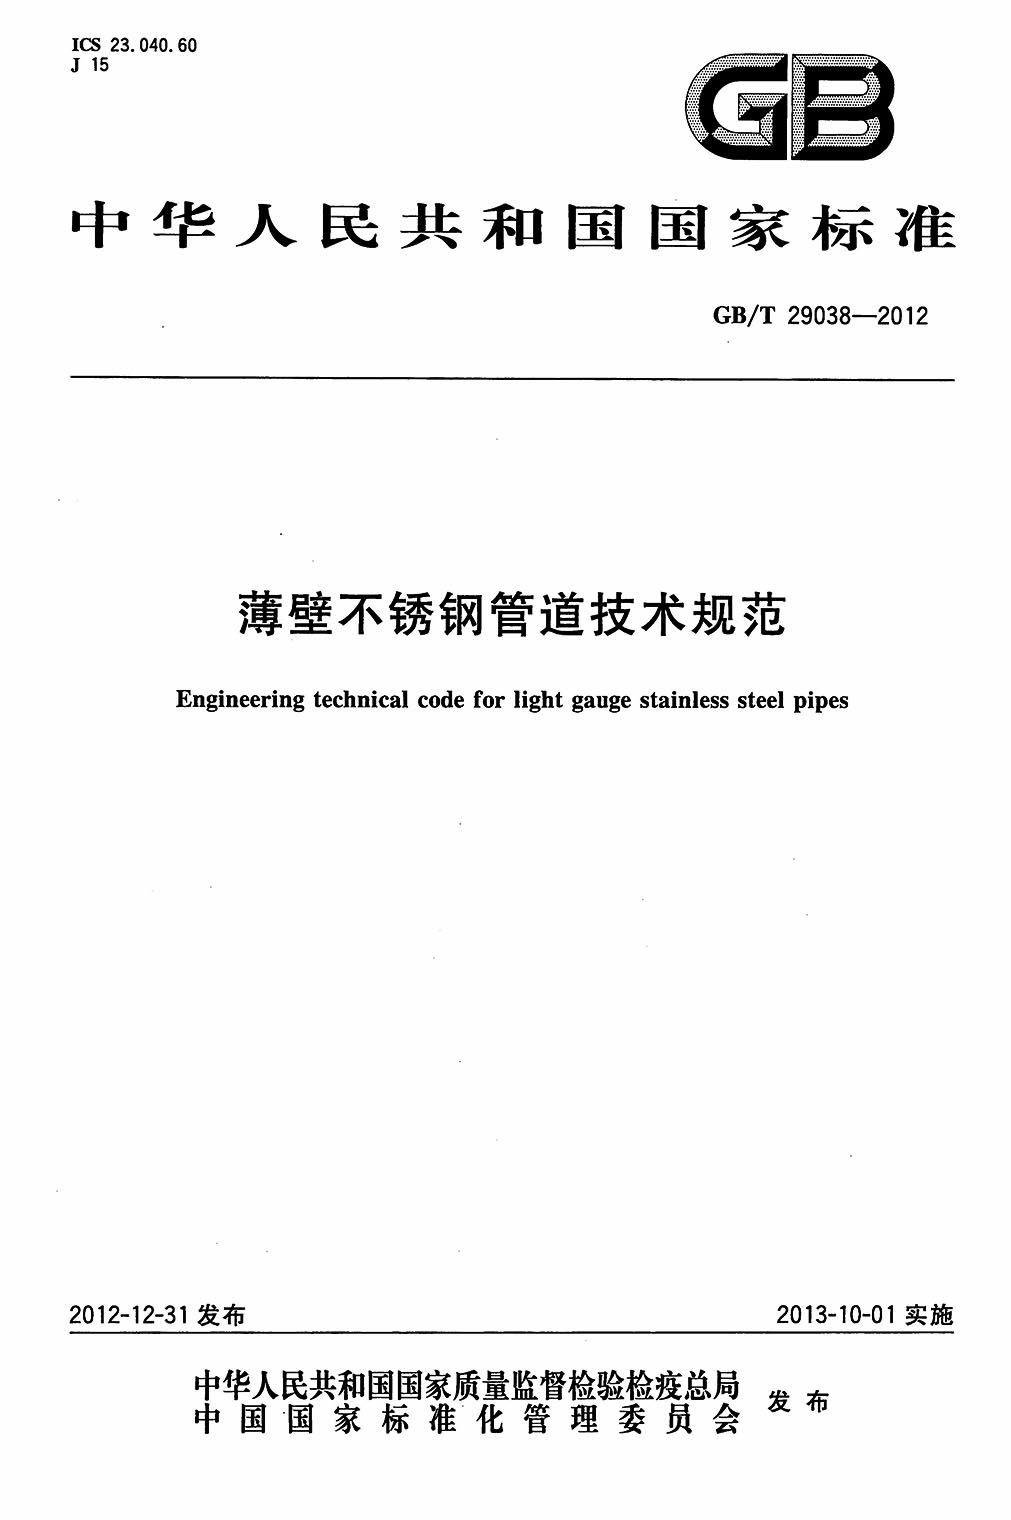 ICS 23.040.60
J 15
GB
中华人民共和国国家标准
GB/T 29038—2012
薄壁不锈钢管道技术规范
Engineering technical code for light gauge stainless steel pipes
2012-12-31 发布
2013-10-01 实施
中华人民共和国国家质量监督检验检疫总局
中国国家标准化管理委员会
发布